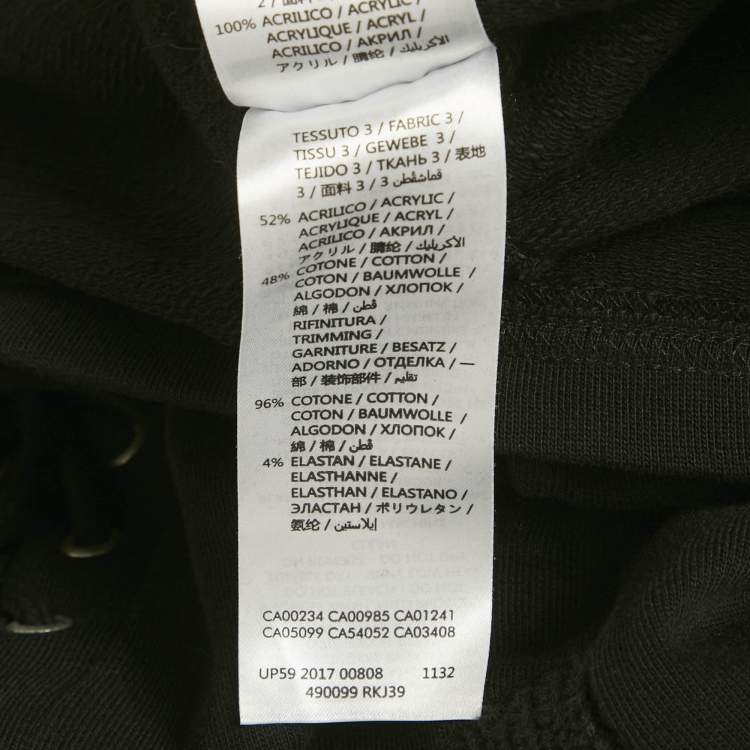 100% ACRILICO / ACRYLIC /
ACRYLIQUE / ACRYL /
ACRILICO / АКРИЛ /
アクリル / 腈纶 / الأكريليك
TESSUTO 3 / FABRIC 3 /
TISSU 3 / GEWEBE 3 /
TEJIDO 3 / ТКАНЬ 3 / 表地
3 / 面料 3 / 3 قماش/قطن
52% ACRILICO / ACRYLIC /
ACRYLIQUE / ACRYL /
ACRILICO / АКРИЛ /
アクリル / 腈纶 / الأكريليك
48% COTONE / COTTON /
COTON / BAUMWOLLE /
ALGODON / ХЛОПОК /
綿 / 棉 / قطن
RIFINITURA /
TRIMMING /
GARNITURE / BESATZ /
ADORNO / ОТДЕЛКА / 一
部 / 装饰部件 / تنظيم
96% COTONE / COTTON /
COTON / BAUMWOLLE /
ALGODON / ХЛОПОК /
綿 / 棉 / قطن
4% ELASTAN / ELASTANE /
ELASTHANNE /
ELASTHAN / ELASTANO /
ЭЛАСТАН / ポリウレタン /
氨纶 / إيلاستين
CA00234 CA00985 CA01241
CA05099 CA54052 CA03408
UP59 2017 00808 1132
490099 RKJ39